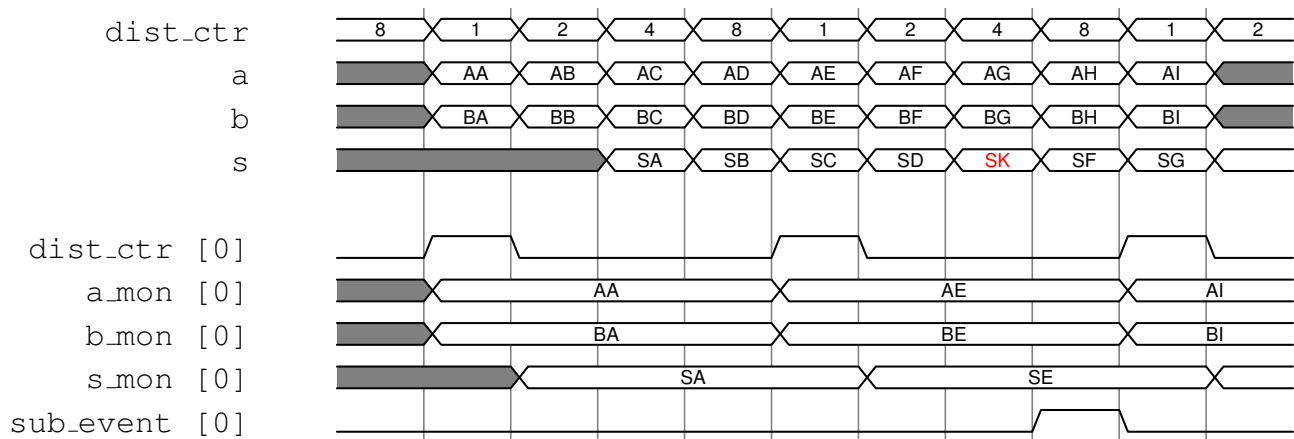 dist_ctr 8 1 2 4 8 1 2 4 8 1 2
a AA AB AC AD AE AF AG AH AI
b BA BB BC BD BE BF BG BH BI
s SA SB SC SD SK SF SG
dist_ctr [0]
a_mon [0] AA AE AI
b_mon [0] BA BE BI
s_mon [0] SA SE
sub_event [0]